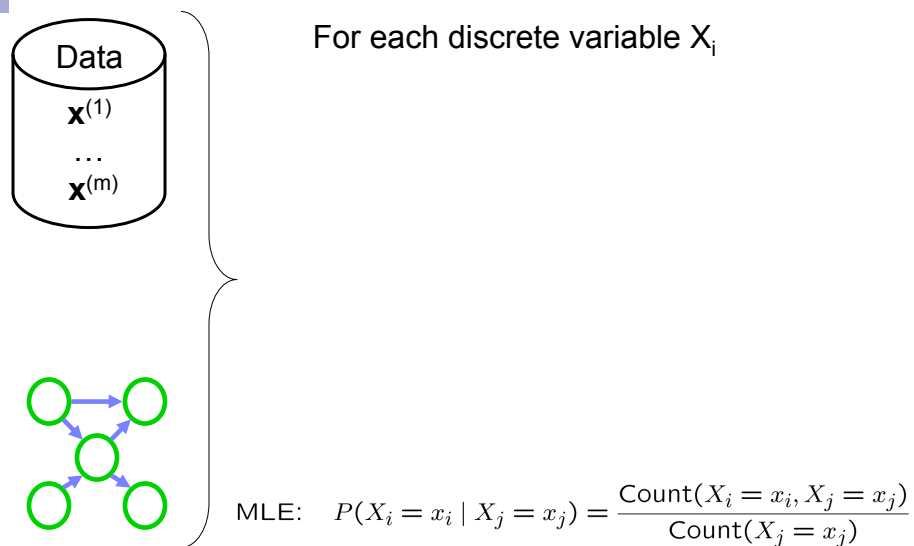 For each discrete variable Xᵢ
Data
x⁽¹⁾
…
x⁽ᵐ⁾
MLE: P(Xᵢ = xᵢ | Xⱼ = xⱼ) = Count(Xᵢ = xᵢ, Xⱼ = xⱼ) / Count(Xⱼ = xⱼ)